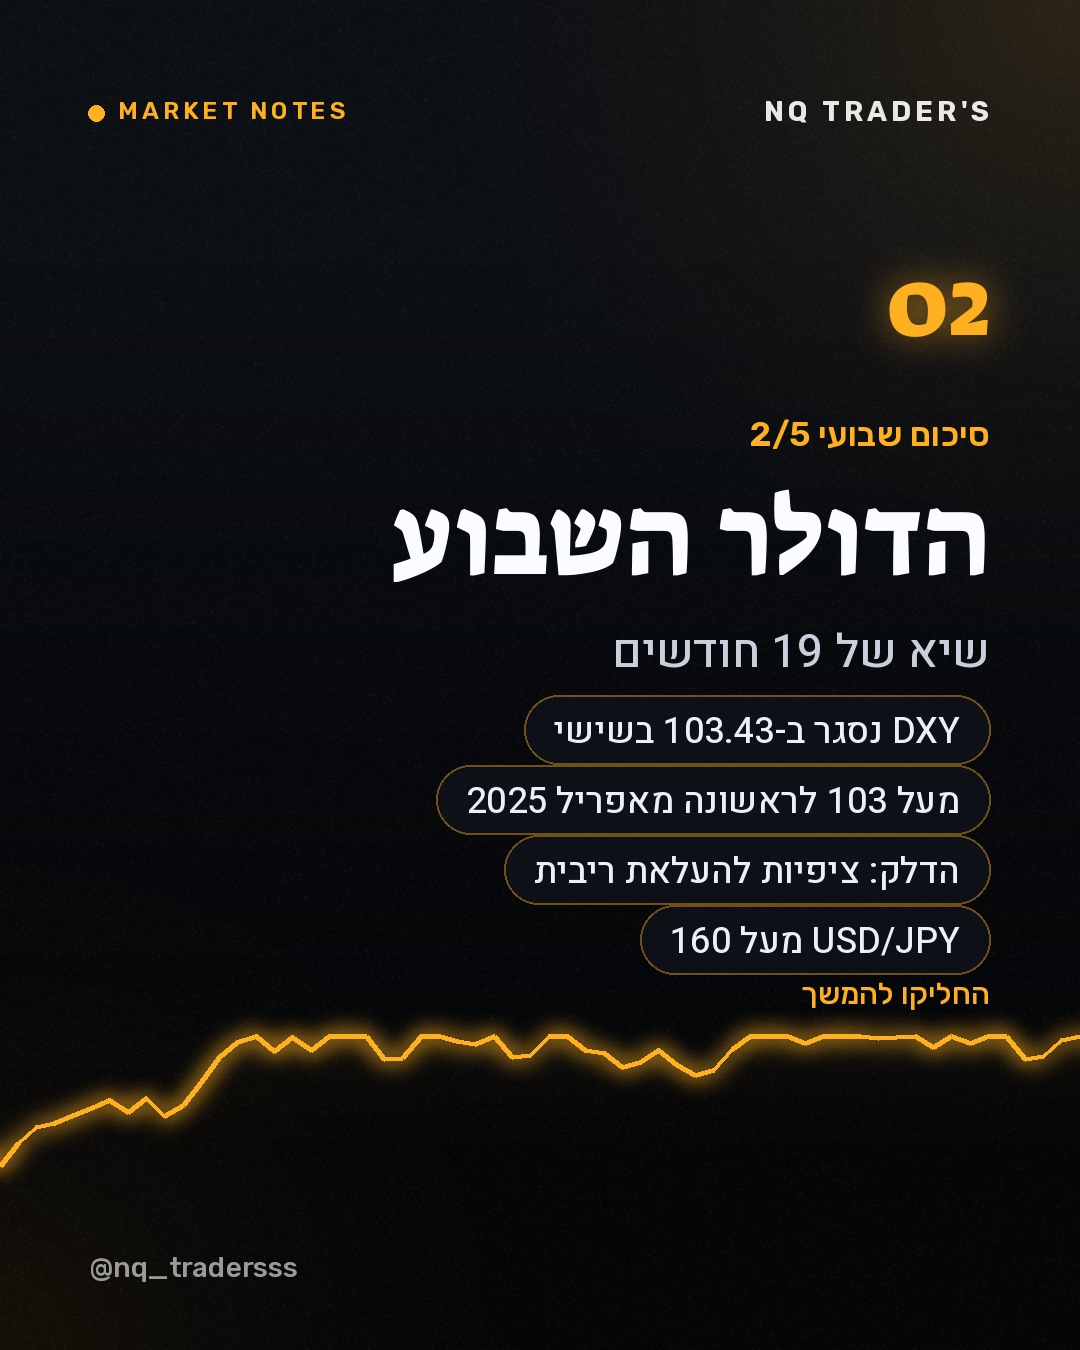 MARKET NOTES
NQ TRADER'S
02
סיכום שבועי 2/5
הדולר השבוע
שיא של 19 חודשים
DXY נסגר ב-103.43 בשישי
מעל 103 לראשונה מאפריל 2025
הדלק: ציפיות להעלאת ריבית
USD/JPY מעל 160
החליקו להמשך
@nq_tradersss